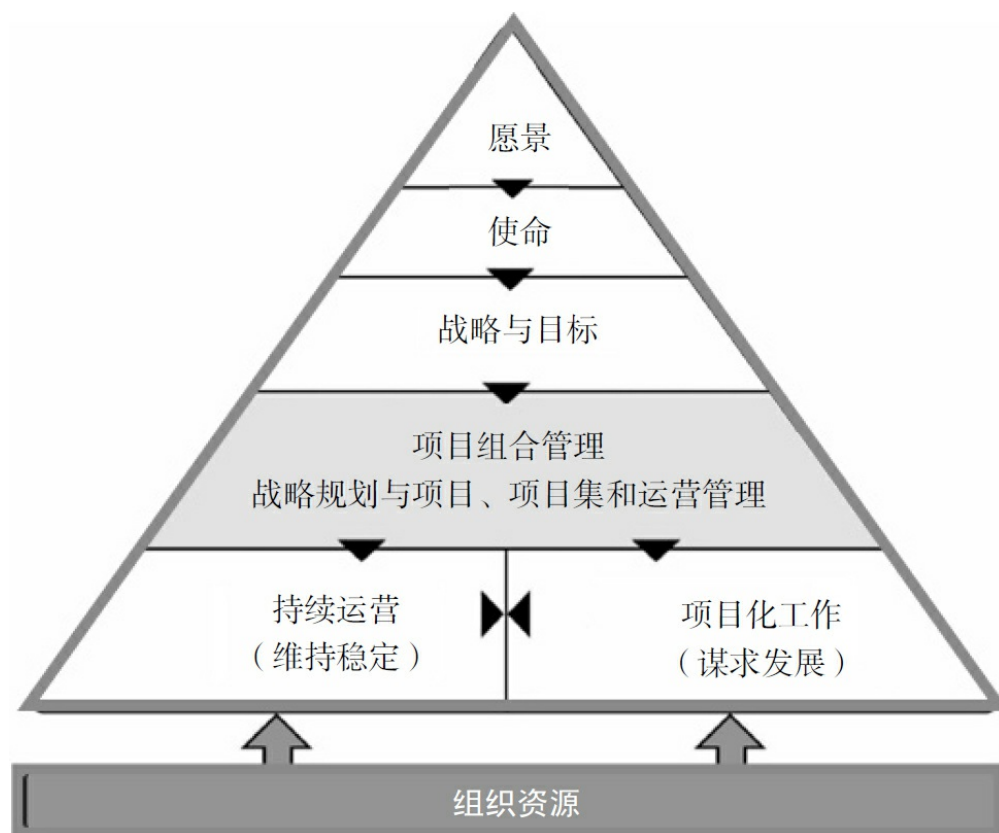 愿景
使命
战略与目标
项目组合管理
战略规划与项目、项目集和运营管理
持续运营
（维持稳定）
项目化工作
（谋求发展）
组织资源